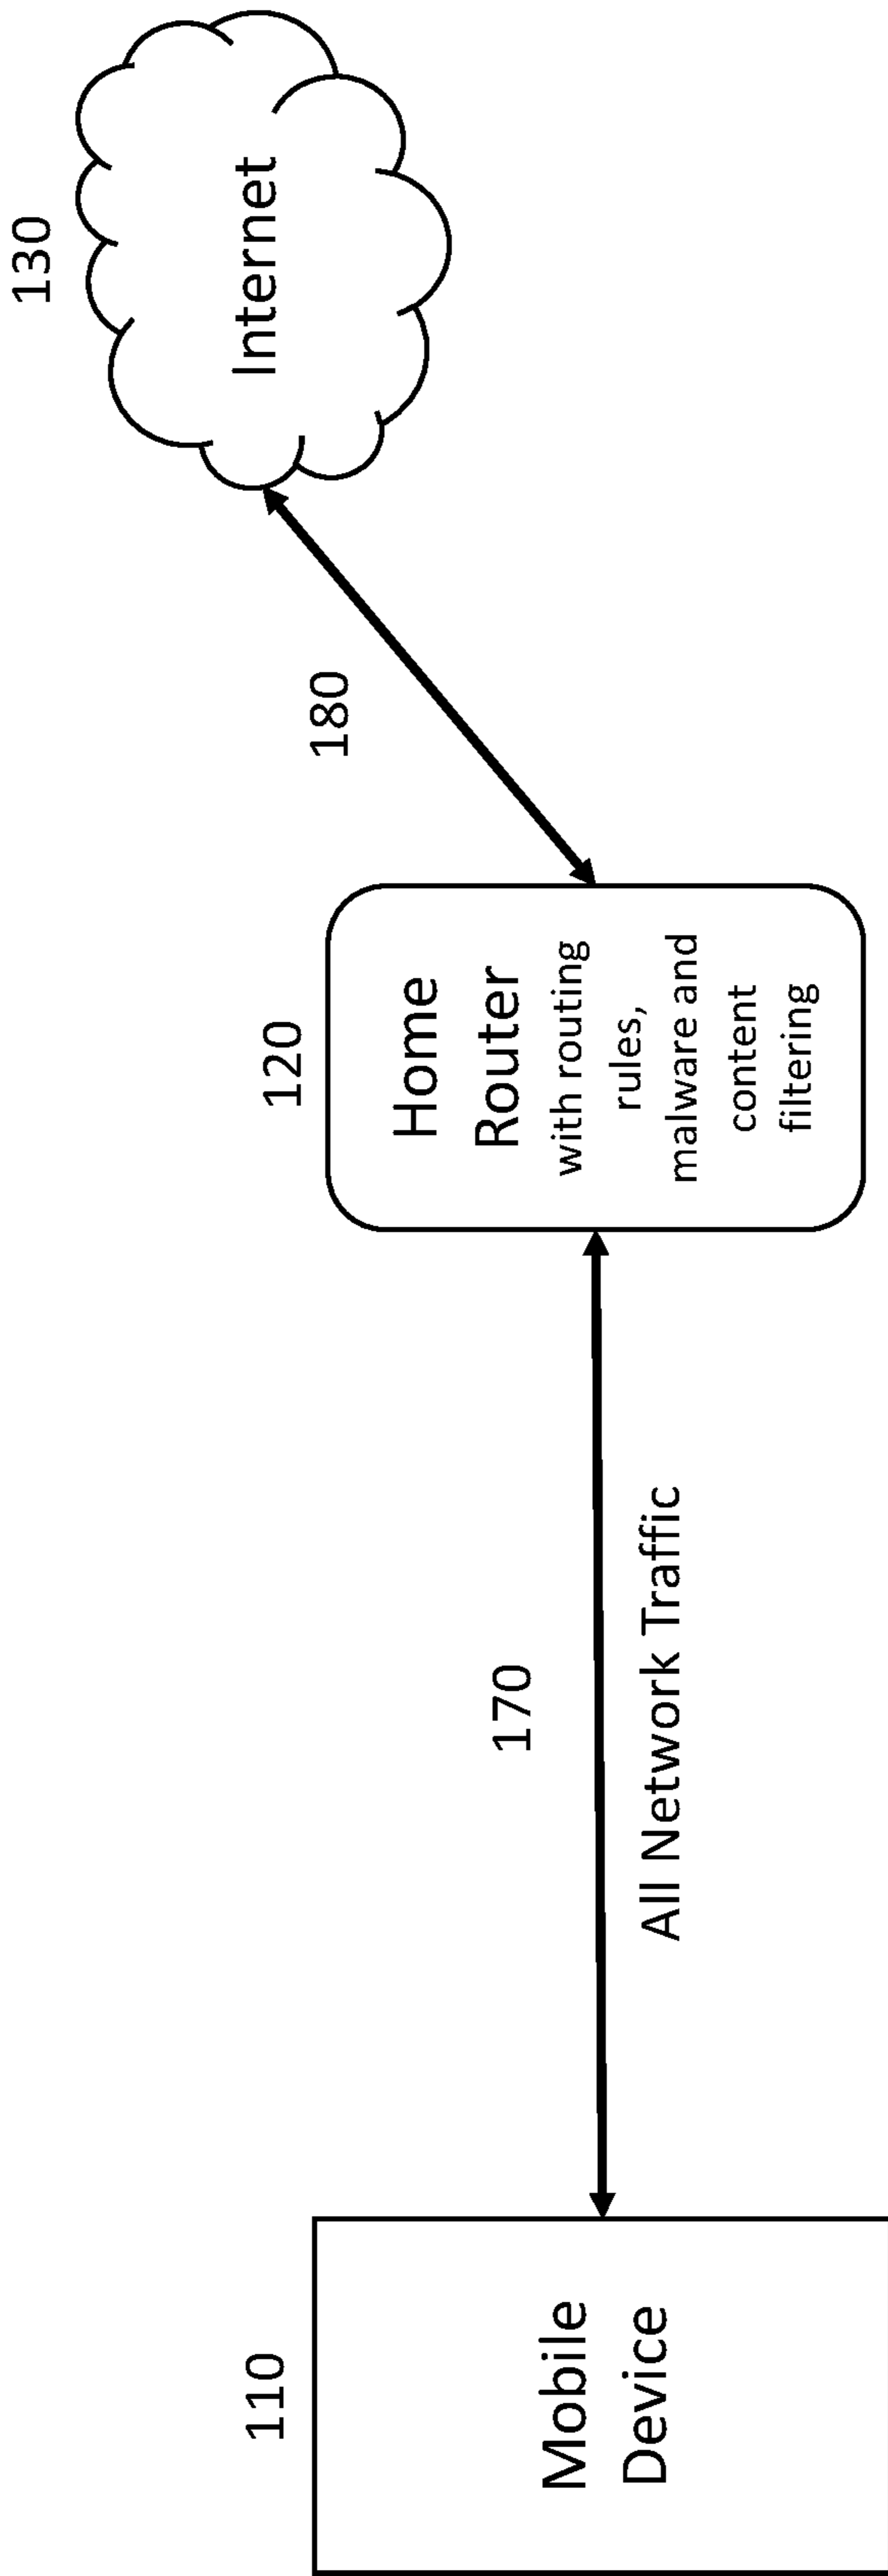 130
Internet
180
120
Home
Router
with routing
rules,
malware and
content
filtering
170
All Network Traffic
110
Mobile
Device